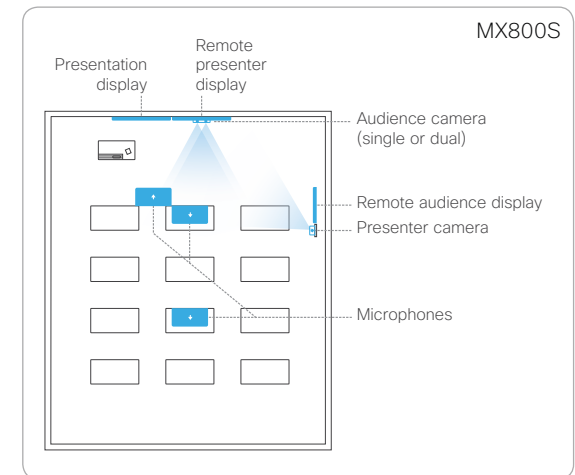 MX800S
Remote
presenter
display
Presentation
display
Audience camera
(single or dual)
Remote audience display
Presenter camera
Microphones